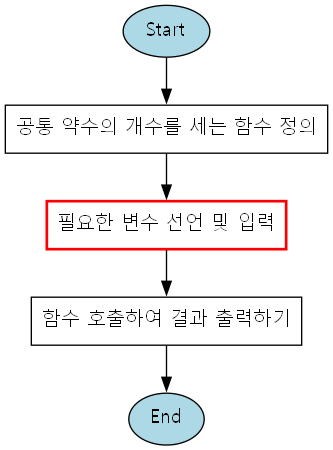 Start
공통 약수의 개수를 세는 함수 정의
필요한 변수 선언 및 입력
함수 호출하여 결과 출력하기
End